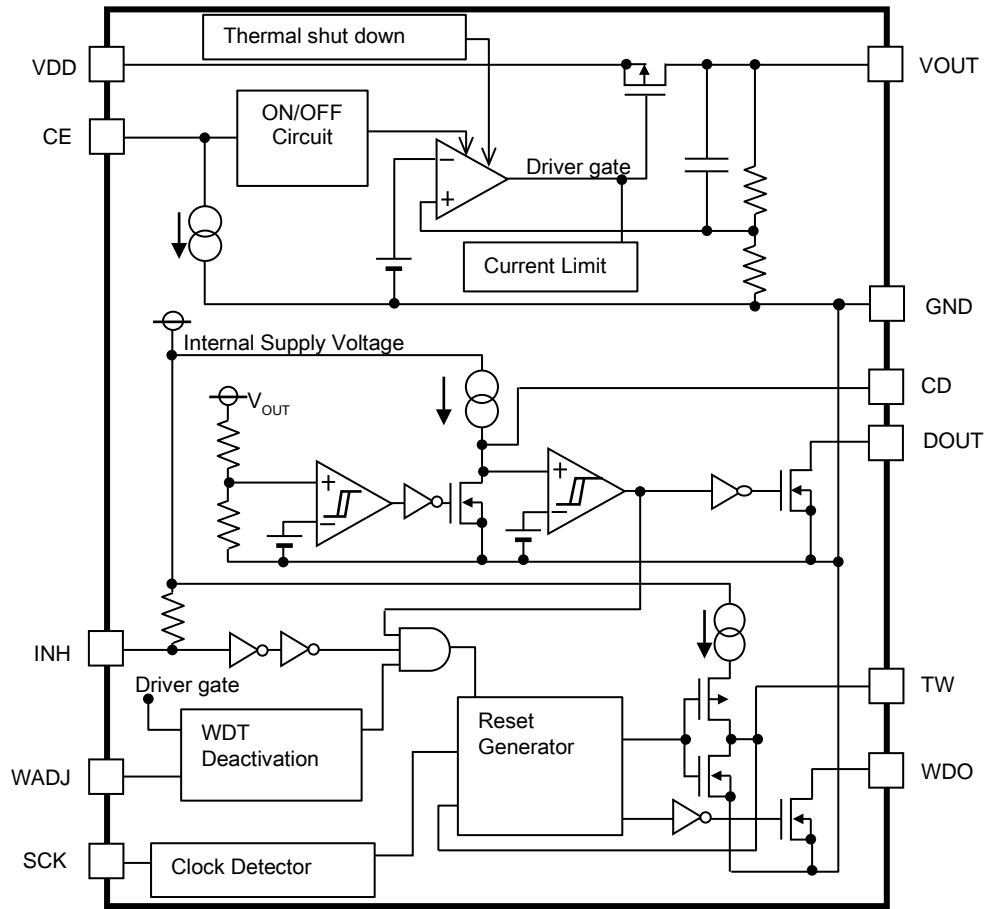 Thermal shut down
VDD
VOUT
ON/OFF
Circuit
CE
−
Driver gate
+
Current Limit
GND
Internal Supply Voltage
CD
VOUT
DOUT
+
−
+
−
INH
Driver gate
WDT
Deactivation
Reset
Generator
TW
WADJ
WDO
SCK
Clock Detector